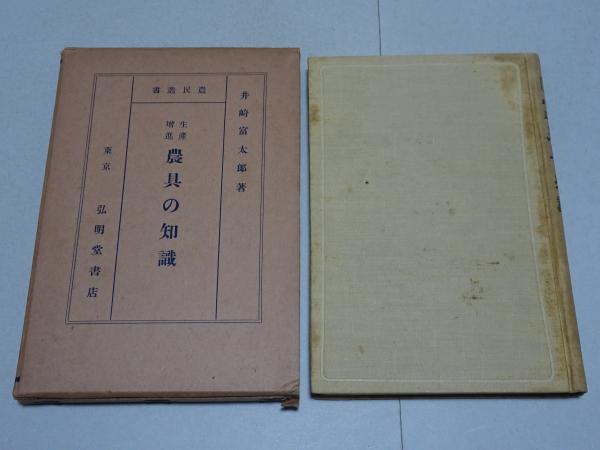 農民叢書
井崎富太郎著
生産
増進
農具の知識
東京 弘明堂書店